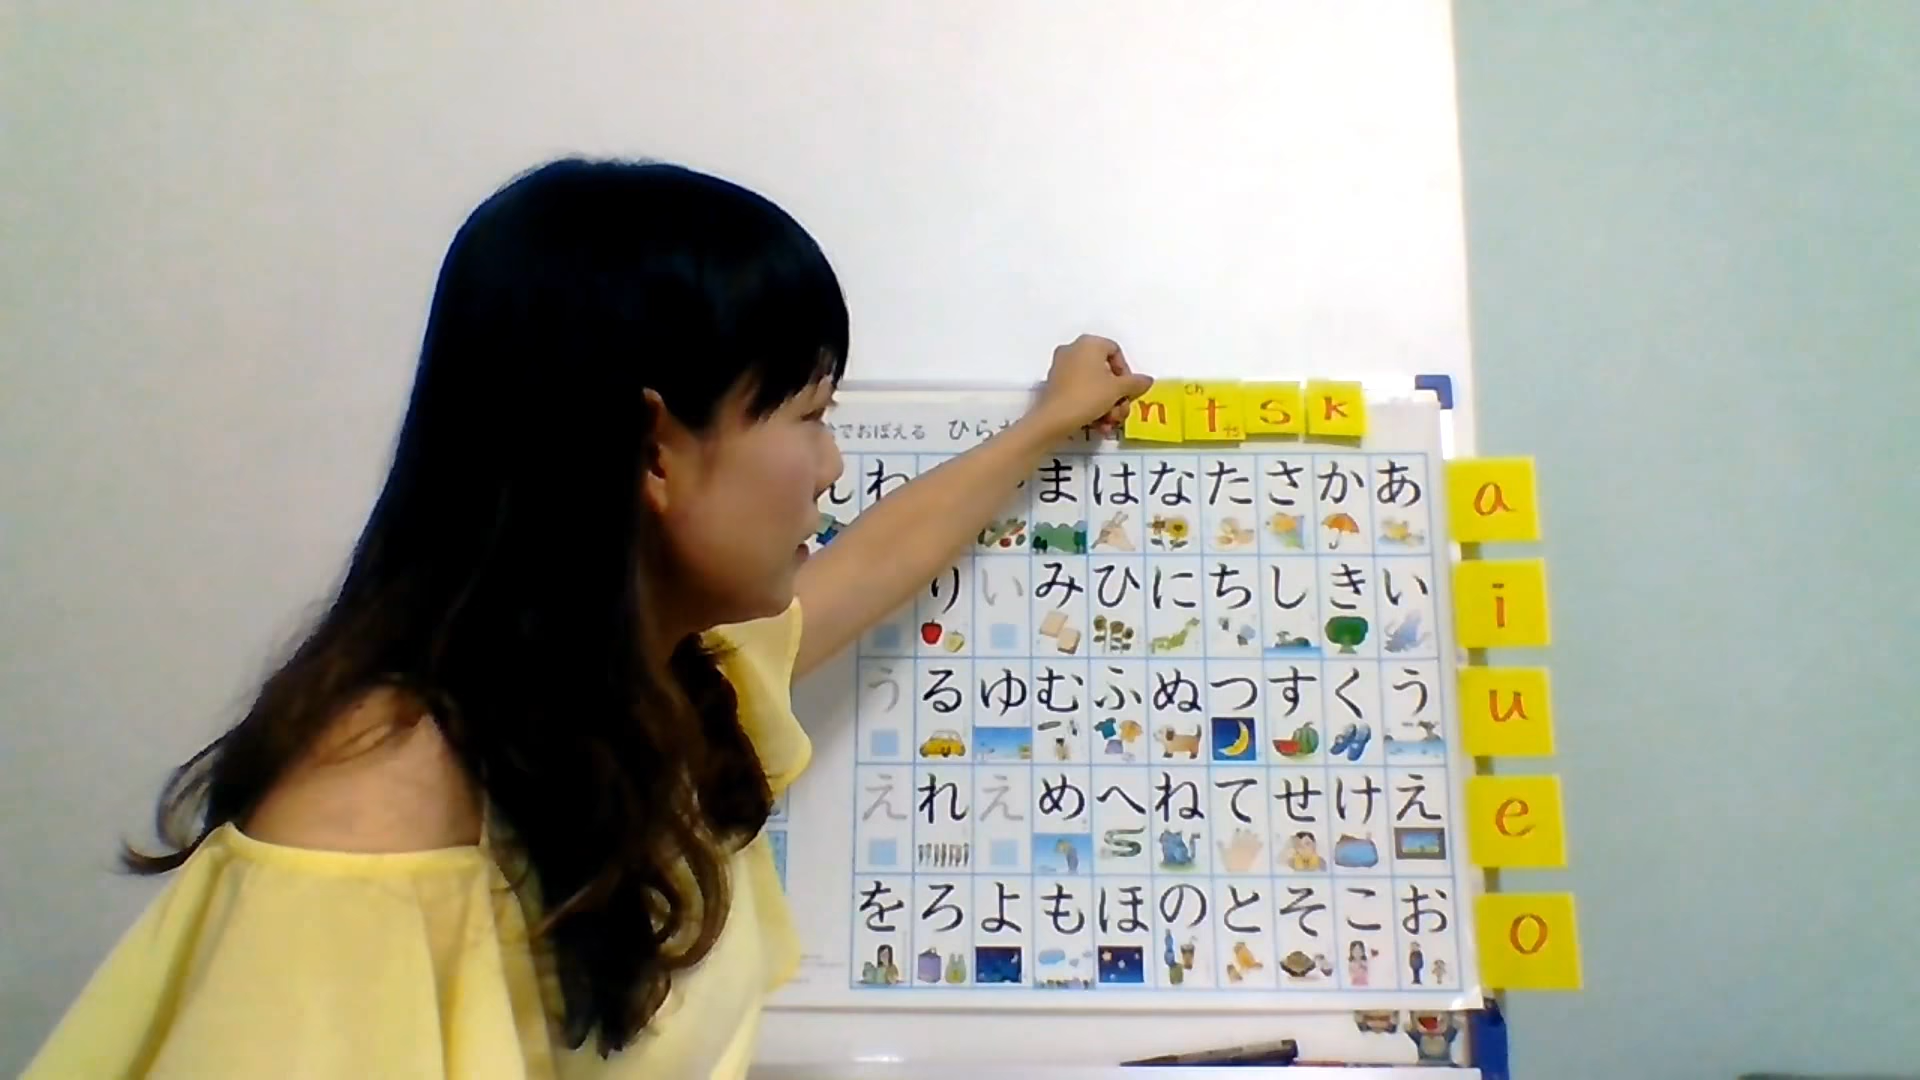 でおぼえる ひら
ch
n t s k
わ ま は な た さ か あ a
り い み ひ に ち し き い i
う る ゆ む ふ ぬ つ す く う u
え れ え め へ ね て せ け え e
を ろ よ も ほ の と そ こ お o